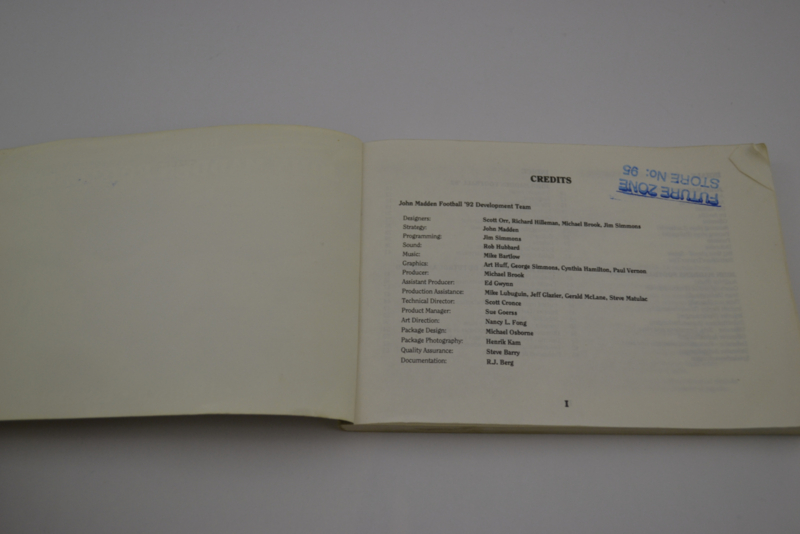 CREDITS
FUTURE ZONE
STORE No: 95
John Madden Football '92 Development Team
Designers: Scott Orr, Richard Hilleman, Michael Brook, Jim Simmons
Strategy: John Madden
Programming: Jim Simmons
Sound: Rob Hubbard
Music: Mike Bartlow
Graphics: Art Huff, George Simmons, Cynthia Hamilton, Paul Vernon
Producer: Michael Brook
Assistant Producer: Ed Gwynn
Production Assistance: Mike Lubuguin, Jeff Glazier, Gerald McLane, Steve Matulac
Technical Director: Scott Cronce
Product Manager: Sue Goerss
Art Direction: Nancy L. Fong
Package Design: Michael Osborne
Package Photography: Henrik Kam
Quality Assurance: Steve Barry
Documentation: R.J. Berg
1